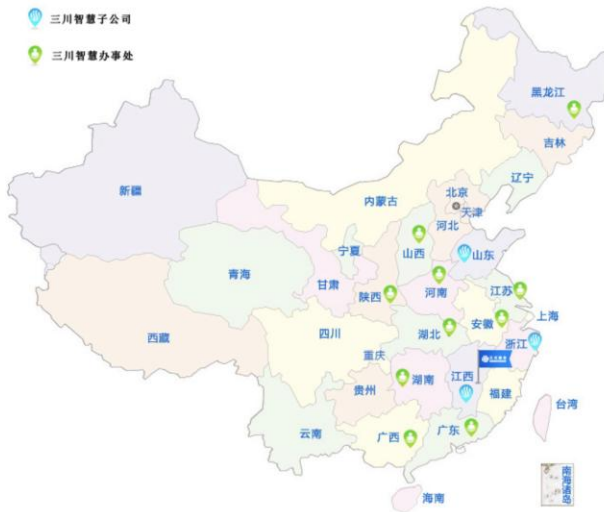 三川智慧子公司
三川智慧办事处
黑龙江
吉林
辽宁
新疆
内蒙古
北京
天津
河北
宁夏
山西
山东
青海
甘肃
陕西
河南
江苏
西藏
四川
湖北
安徽
上海
重庆
浙江
贵州
湖南
江西
福建
台湾
云南
广西
广东
海南
南海诸岛